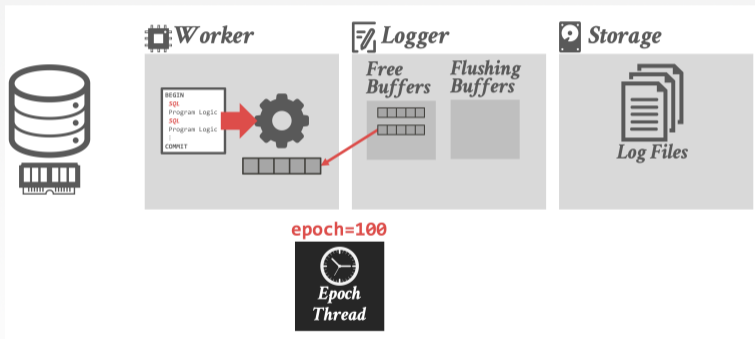 Worker
Logger
Storage
BEGIN
SQL
Program Logic
SQL
Program Logic
⋮
COMMIT
Free
Buffers
Flushing
Buffers
Log Files
epoch=100
Epoch
Thread